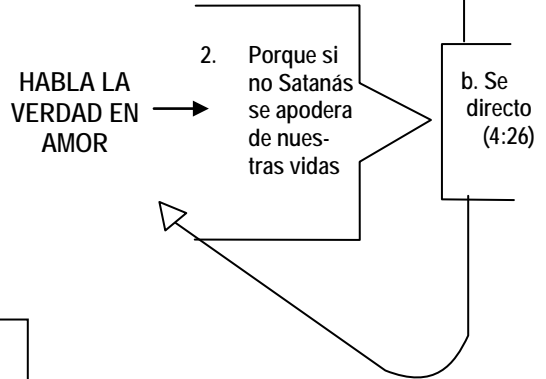 HABLA LA
VERDAD EN
AMOR
2. Porque si
no Satanás
se apodera
de nues-
tras vidas
b. Se
directo
(4:26)